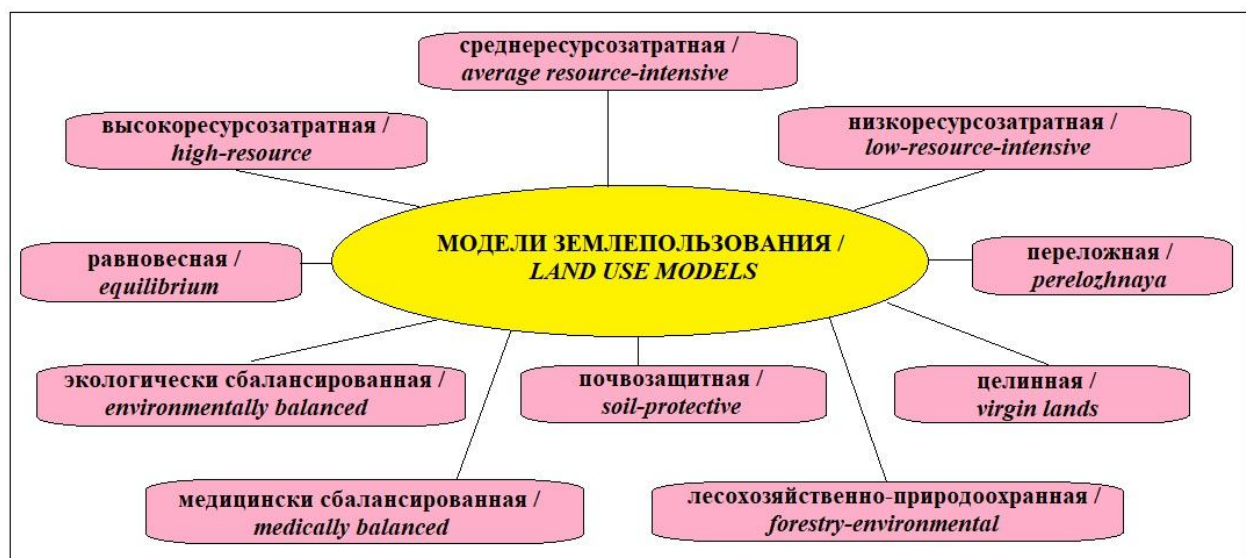 среднересурсозатратная /
average resource-intensive
высокоресурсозатратная /
high-resource
низкоресурсозатратная /
low-resource-intensive
МОДЕЛИ ЗЕМЛЕПОЛЬЗОВАНИЯ /
LAND USE MODELS
равновесная /
equilibrium
переложная /
perelozhnaya
экологически сбалансированная /
environmentally balanced
почвозащитная /
soil-protective
целинная /
virgin lands
медицински сбалансированная /
medically balanced
лесохозяйственно-природоохранная /
forestry-environmental